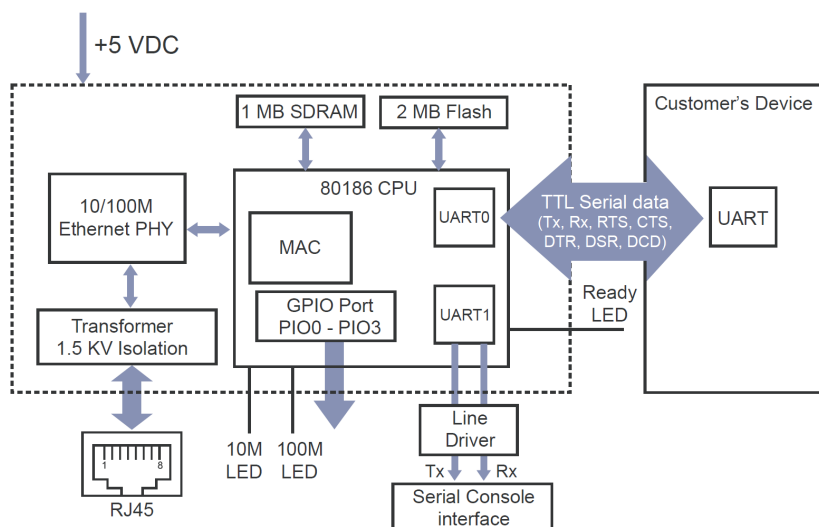 +5 VDC
1 MB SDRAM
2 MB Flash
Customer's Device
80186 CPU
10/100M
Ethernet PHY
MAC
UART0
TTL Serial data
(Tx, Rx, RTS, CTS,
DTR, DSR, DCD)
UART
GPIO Port
PIO0 - PIO3
UART1
Ready
LED
Transformer
1.5 KV Isolation
10M
LED
100M
LED
Line
Driver
Tx
Rx
1
8
RJ45
Serial Console
interface